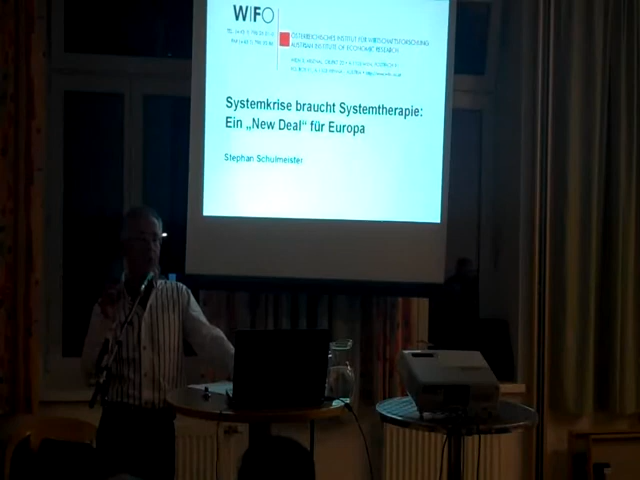 WIFO
ÖSTERREICHISCHES INSTITUT FÜR WIRTSCHAFTSFORSCHUNG
AUSTRIAN INSTITUTE OF ECONOMIC RESEARCH
Systemkrise braucht Systemtherapie:
Ein „New Deal“ für Europa
Stephan Schulmeister